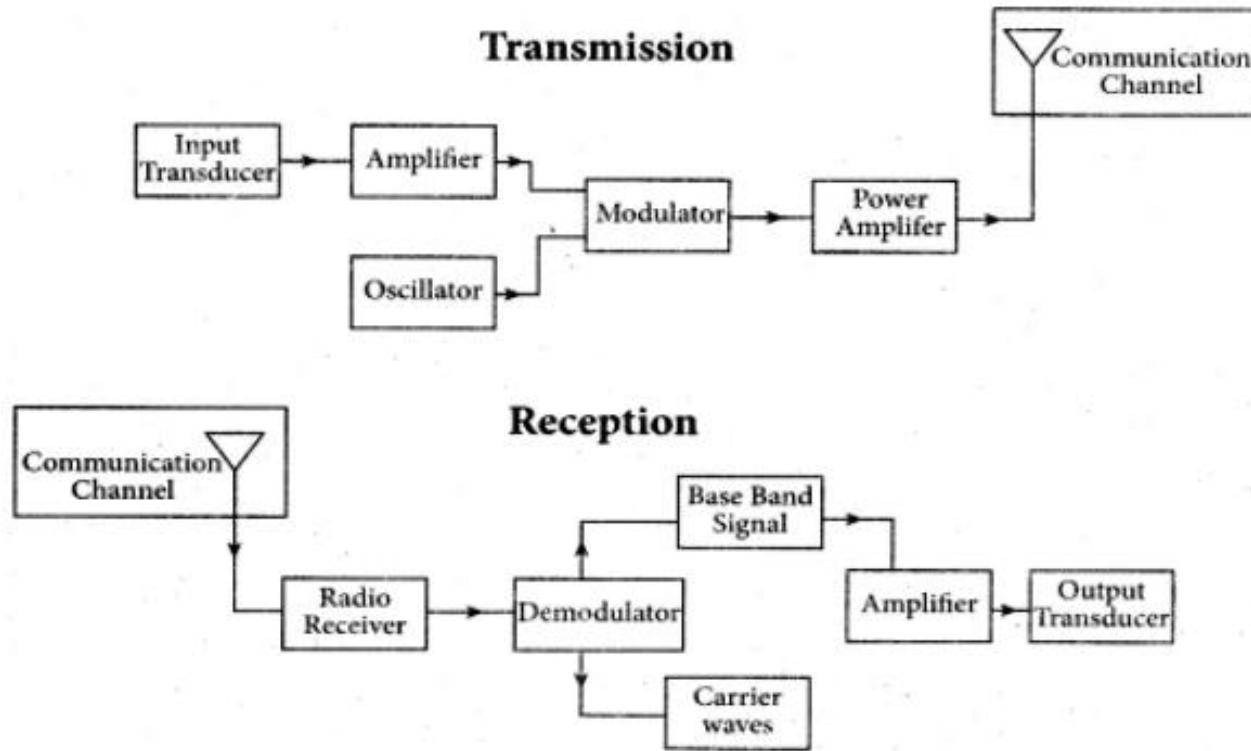 Transmission
Communication
Channel
Input
Transducer
Amplifier
Modulator
Power
Amplifer
Oscillator
Reception
Communication
Channel
Base Band
Signal
Radio
Receiver
Demodulator
Amplifier
Output
Transducer
Carrier
waves